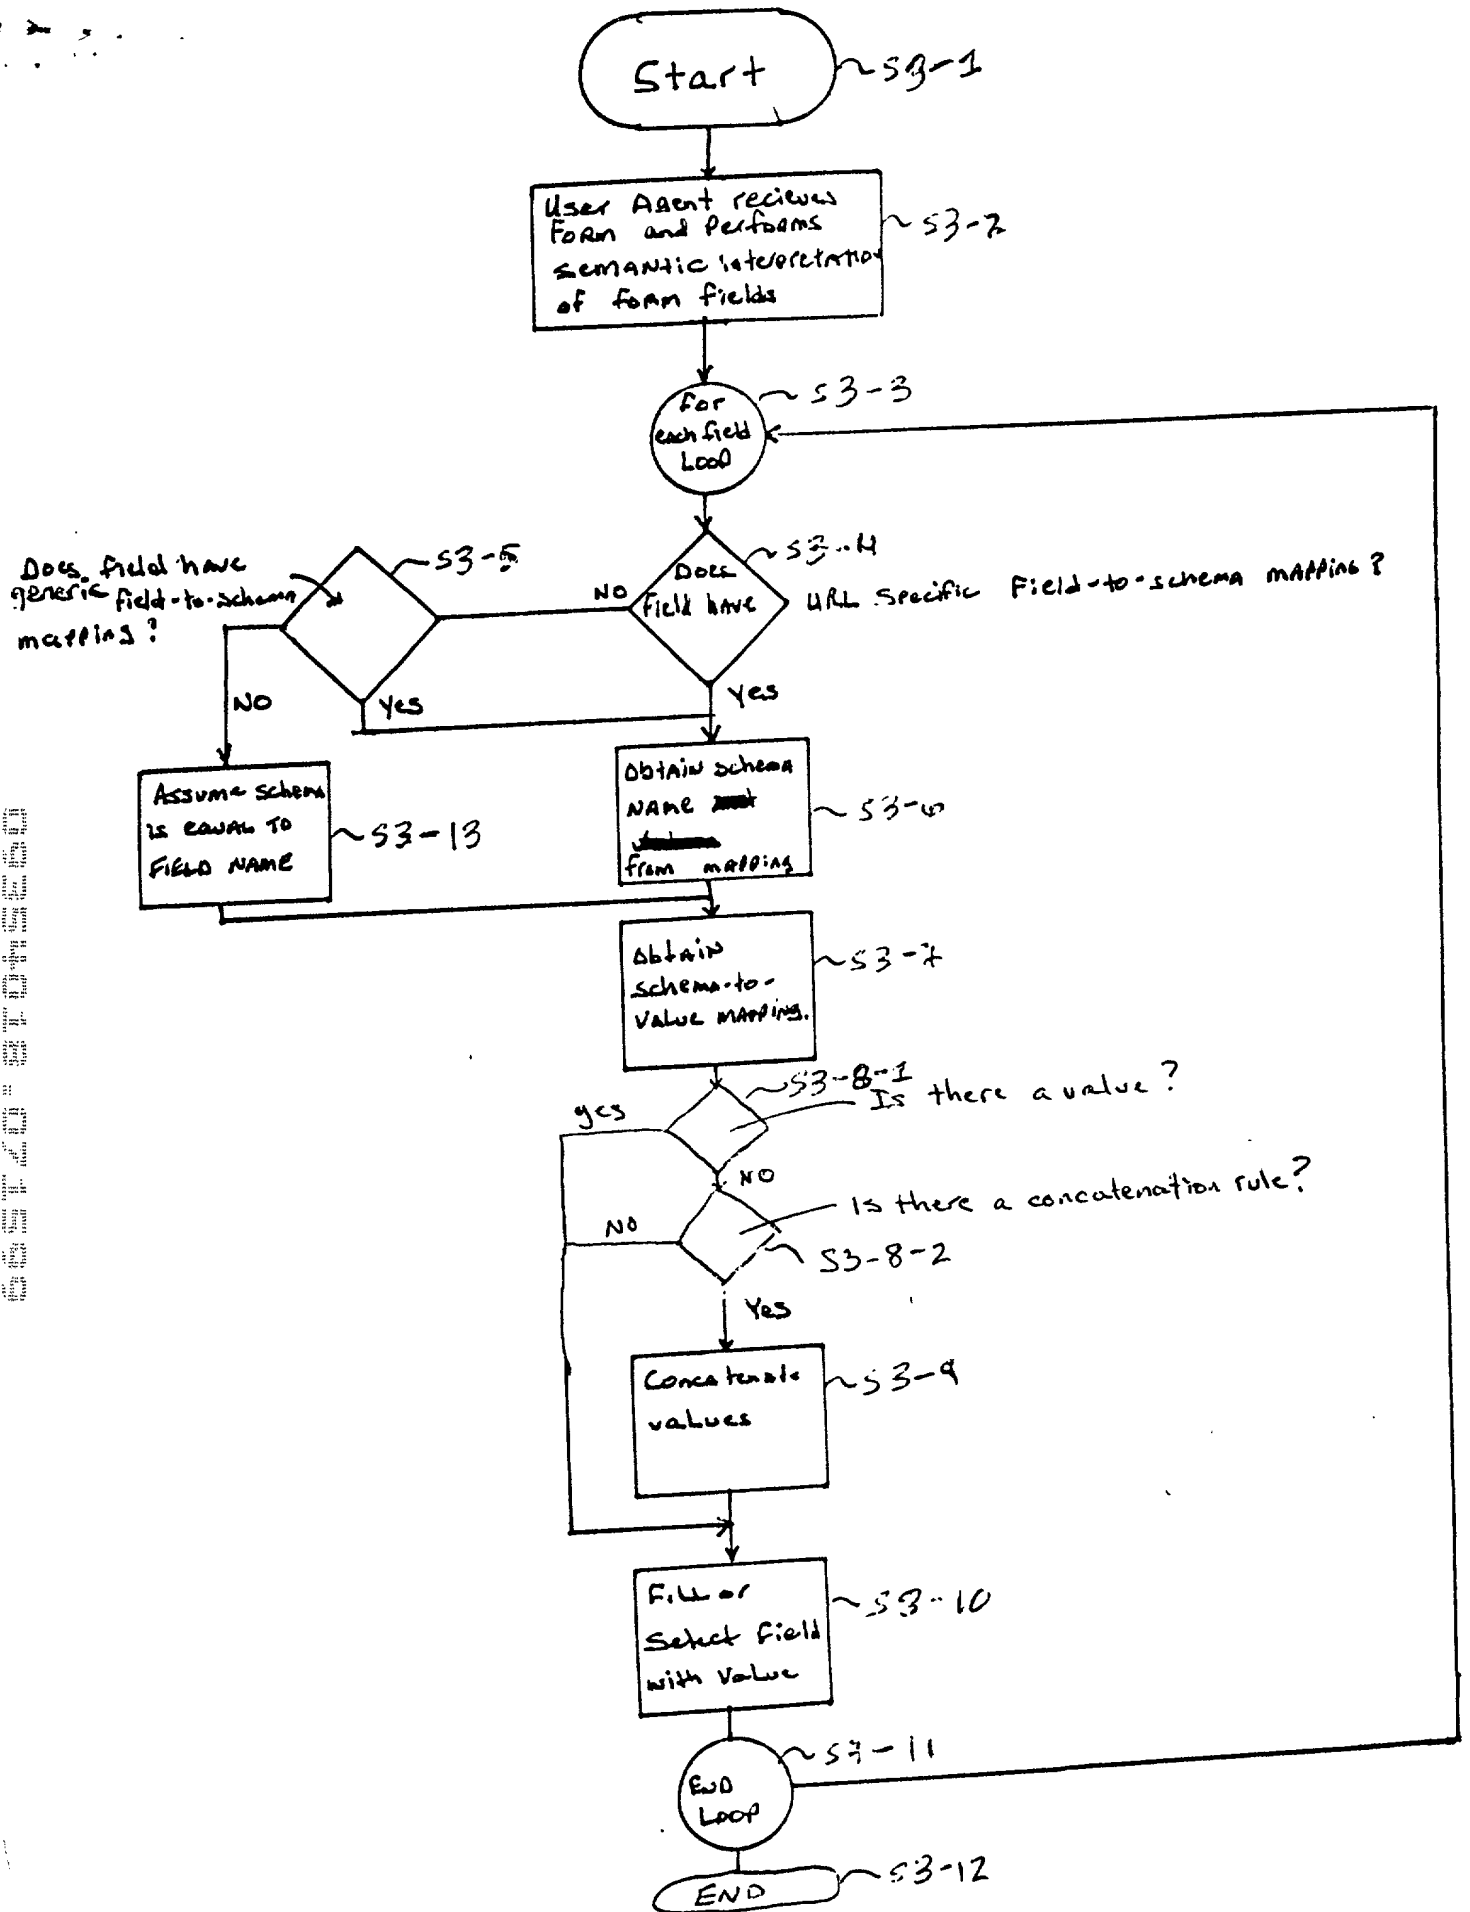 Start
S3-1
User Agent recieves
Form and Performs
semantic interpretation
of form fields
S3-2
For
each field
Loop
S3-3
Does field have
generic field-to-schema
mapping?
S3-5
NO
Does
field have
URL Specific Field-to-schema mapping?
S3-4
NO
Yes
Yes
Assume schema
is equal to
FIELD NAME
S3-13
Obtain schema
NAME
from mapping
S3-6
Obtain
schema-to-
Value mapping.
S3-7
S3-8-1
Is there a value?
yes
NO
Is there a concatenation rule?
NO
S3-8-2
Yes
Concatenate
values
S3-9
Fill or
Select Field
with Value
S3-10
END
LOOP
S3-11
END
S3-12